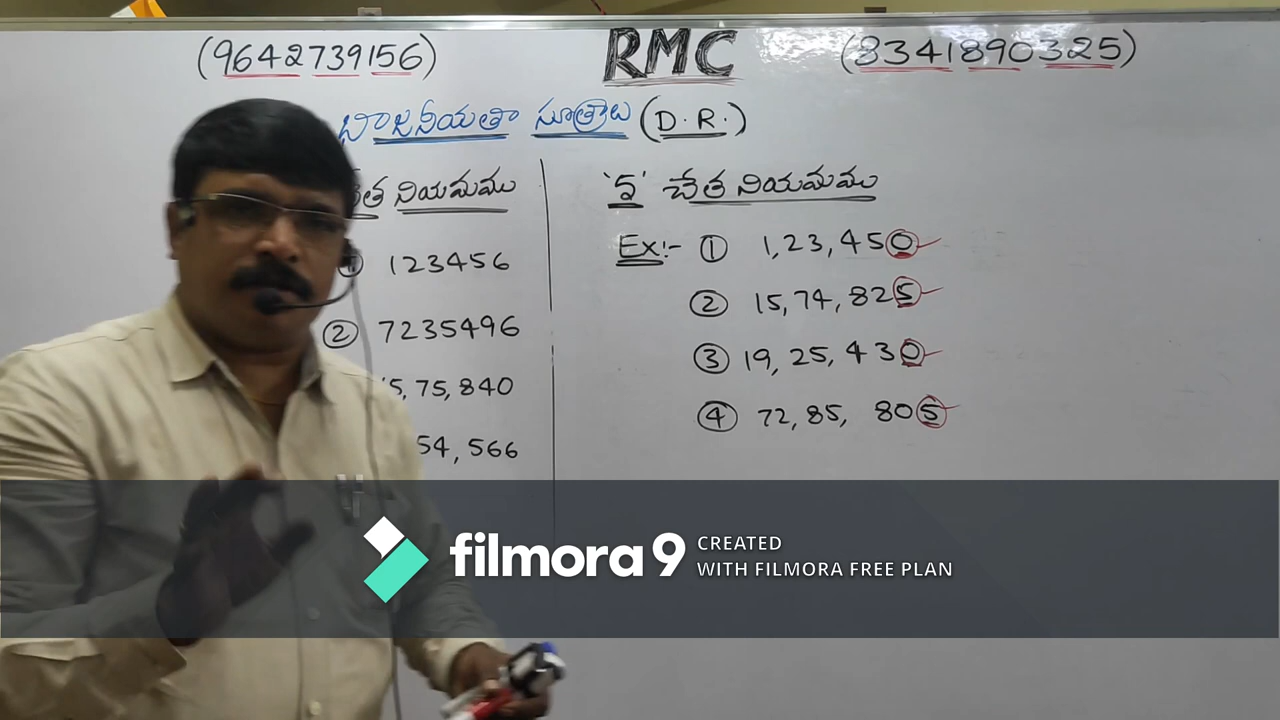 (9642739156) RMC (8341890325)
భాజనీయతా సూత్రాలు (D.R.)
చేత నియమము
① 123456
② 7235496
5,75,840
54,566
'5' చేత నియమము
Ex:- ① 1,23,450
② 15,74,825
③ 19,25,430
④ 72,85,805
filmora 9 CREATED
WITH FILMORA FREE PLAN